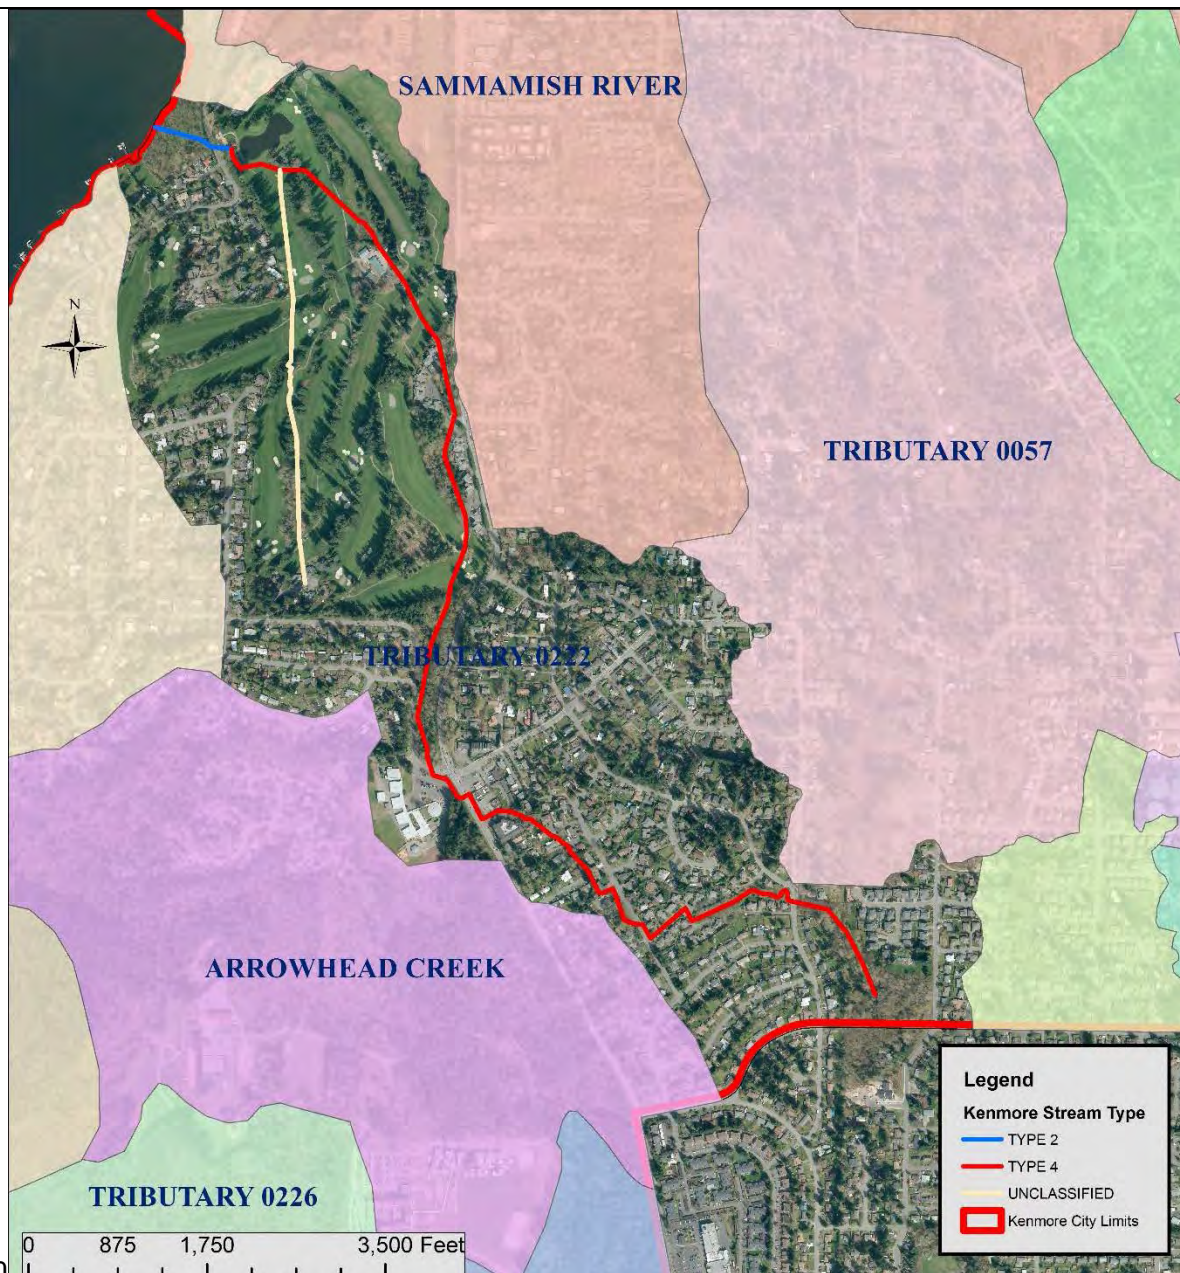 SAMMAMISH RIVER
N
TRIBUTARY 0057
TRIBUTARY 0222
ARROWHEAD CREEK
TRIBUTARY 0226
Legend
Kenmore Stream Type
TYPE 2
TYPE 4
UNCLASSIFIED
Kenmore City Limits
0 875 1,750 3,500 Feet